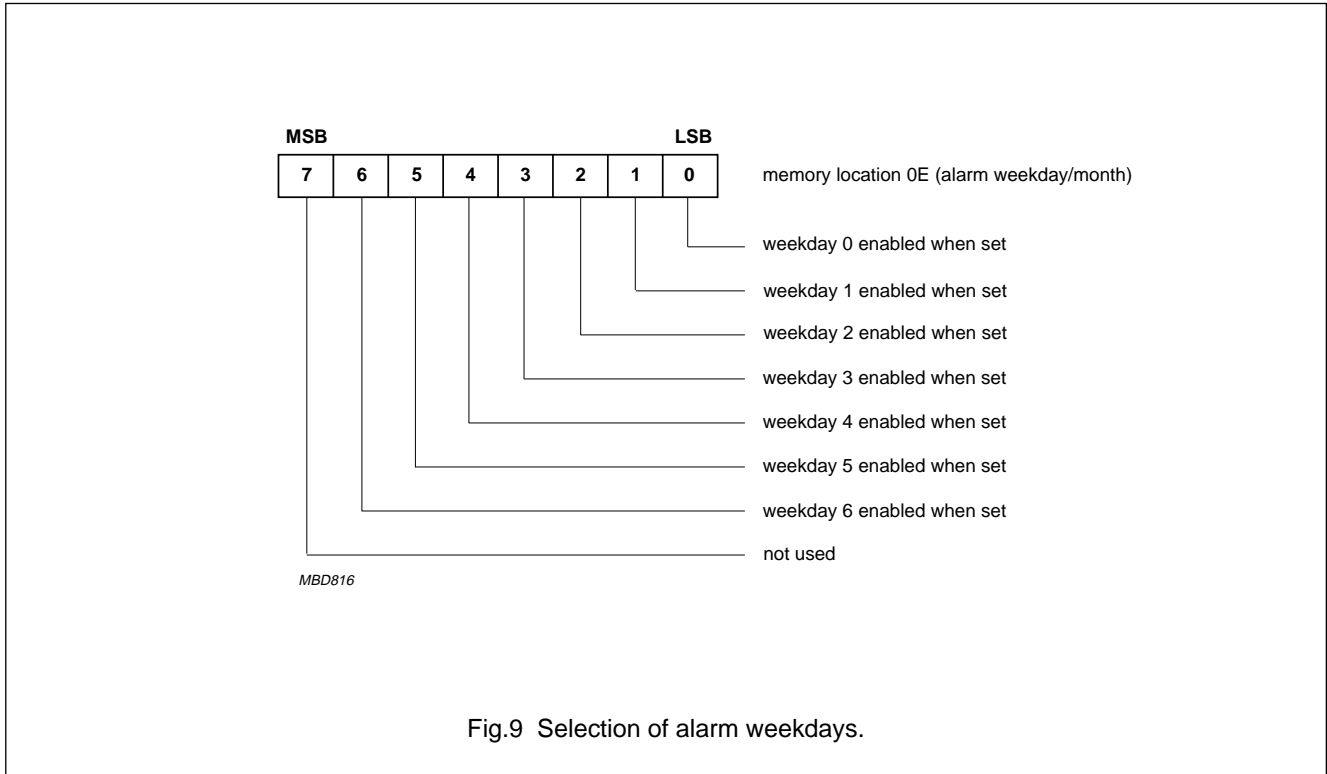 MSB LSB
7 6 5 4 3 2 1 0 memory location 0E (alarm weekday/month)
weekday 0 enabled when set
weekday 1 enabled when set
weekday 2 enabled when set
weekday 3 enabled when set
weekday 4 enabled when set
weekday 5 enabled when set
weekday 6 enabled when set
not used
MBD816
Fig.9 Selection of alarm weekdays.